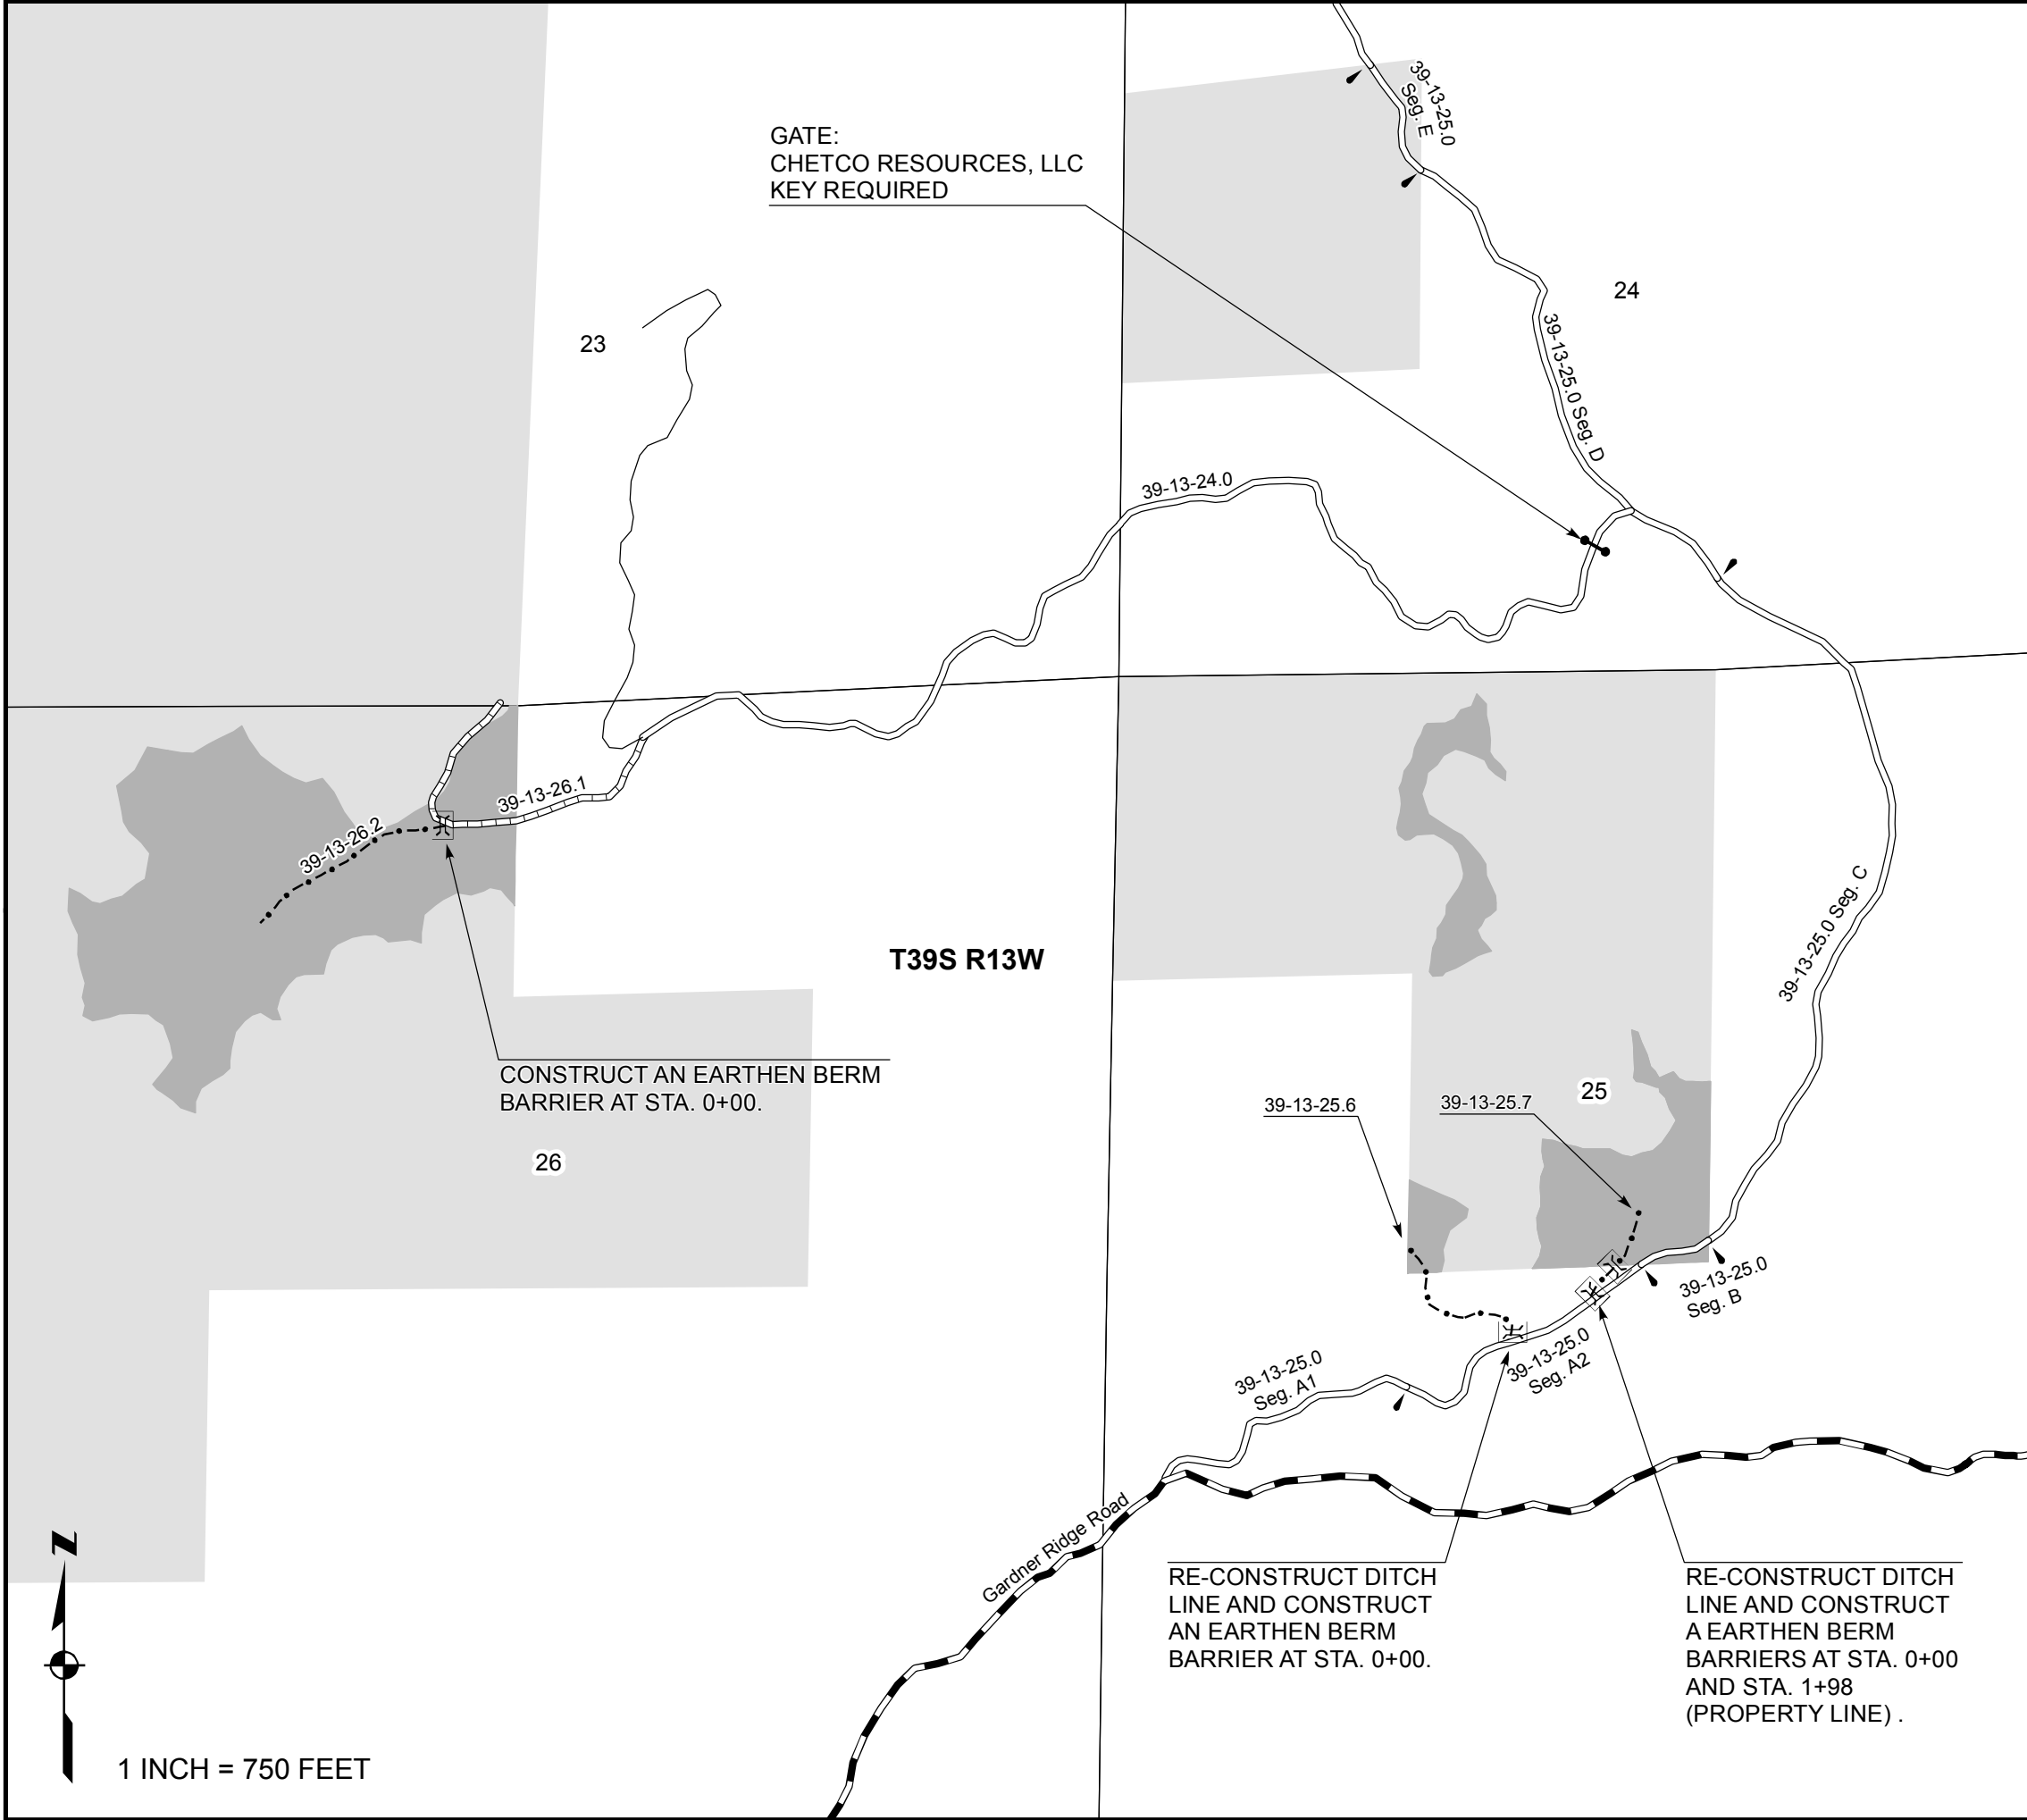 39-13-25.0
Seg. E
GATE:
CHETCO RESOURCES, LLC
KEY REQUIRED
24
23
39-13-25.0 Seg. D
39-13-24.0
39-13-26.1
39-13-26.2
39-13-25.0 Seg. C
T39S R13W
CONSTRUCT AN EARTHEN BERM
BARRIER AT STA. 0+00.
25
39-13-25.6
39-13-25.7
26
39-13-25.0
Seg. B
39-13-25.0
Seg. A2
39-13-25.0
Seg. A1
Gardner Ridge Road
N
RE-CONSTRUCT DITCH
LINE AND CONSTRUCT
AN EARTHEN BERM
BARRIER AT STA. 0+00.
RE-CONSTRUCT DITCH
LINE AND CONSTRUCT
A EARTHEN BERM
BARRIERS AT STA. 0+00
AND STA. 1+98
(PROPERTY LINE) .
1 INCH = 750 FEET